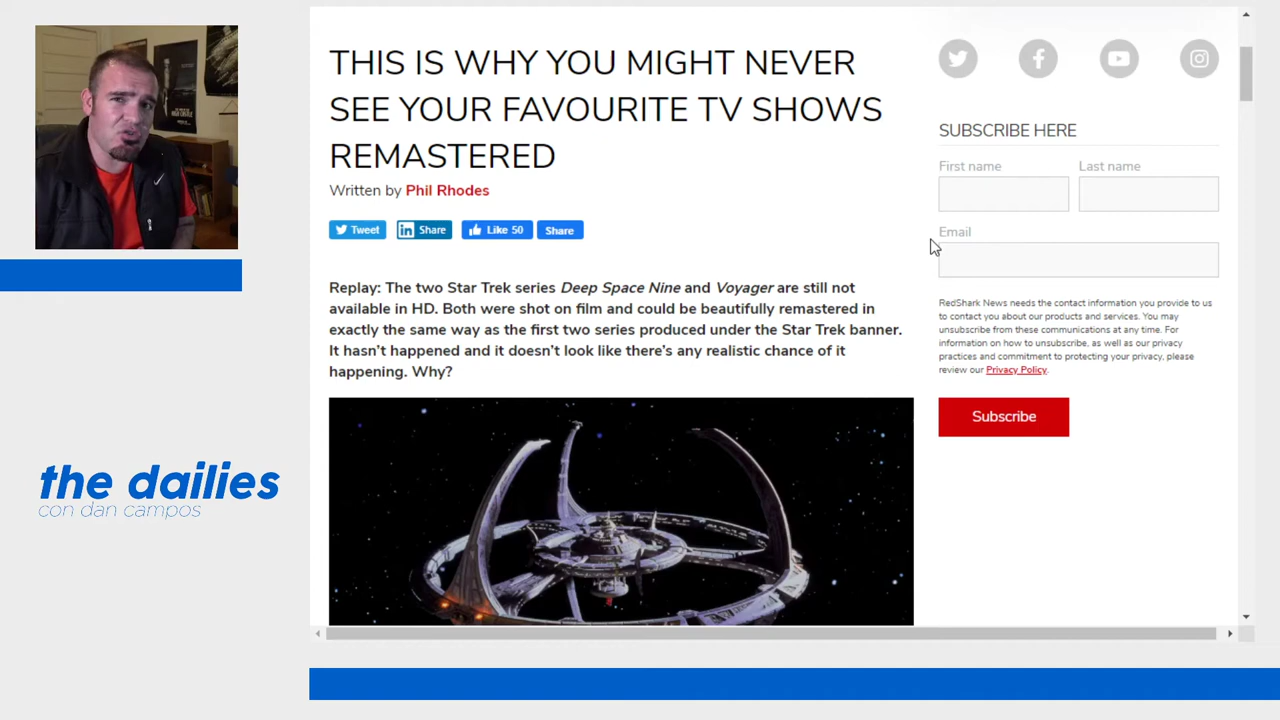 THIS IS WHY YOU MIGHT NEVER
SEE YOUR FAVOURITE TV SHOWS
REMASTERED
Written by Phil Rhodes
Tweet
Share
Like 50
Share
Replay: The two Star Trek series Deep Space Nine and Voyager are still not
available in HD. Both were shot on film and could be beautifully remastered in
exactly the same way as the first two series produced under the Star Trek banner.
It hasn't happened and it doesn't look like there's any realistic chance of it
happening. Why?
SUBSCRIBE HERE
First name
Last name
Email
RedShark News needs the contact information you provide to us
to contact you about our products and services. You may
unsubscribe from these communications at any time. For
information on how to unsubscribe, as well as our privacy
practices and commitment to protecting your privacy, please
review our Privacy Policy.
Subscribe
the dailies
con dan campos